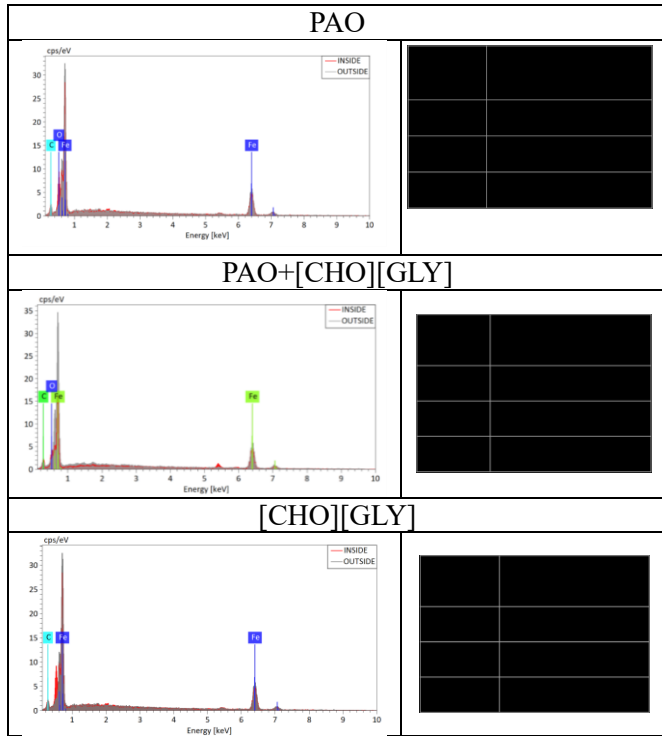 PAO
cps/eV
INSIDE
OUTSIDE
30
25
20
15
10
5
0
C
O
Fe
Fe
1 2 3 4 5 6 7 8 9 10
Energy [keV]
PAO+[CHO][GLY]
cps/eV
INSIDE
OUTSIDE
35
30
25
20
15
10
5
0
C
O
Fe
Fe
1 2 3 4 5 6 7 8 9 10
Energy [keV]
[CHO][GLY]
cps/eV
INSIDE
OUTSIDE
30
25
20
15
10
5
0
C
Fe
Fe
1 2 3 4 5 6 7 8 9 10
Energy [keV]